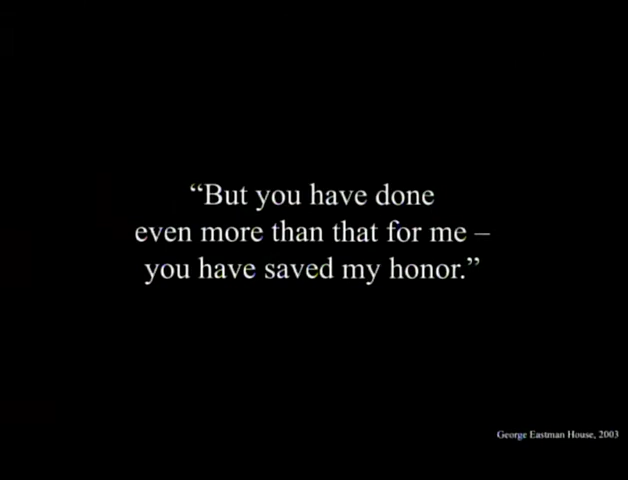 “But you have done
even more than that for me –
you have saved my honor.”
George Eastman House, 2003